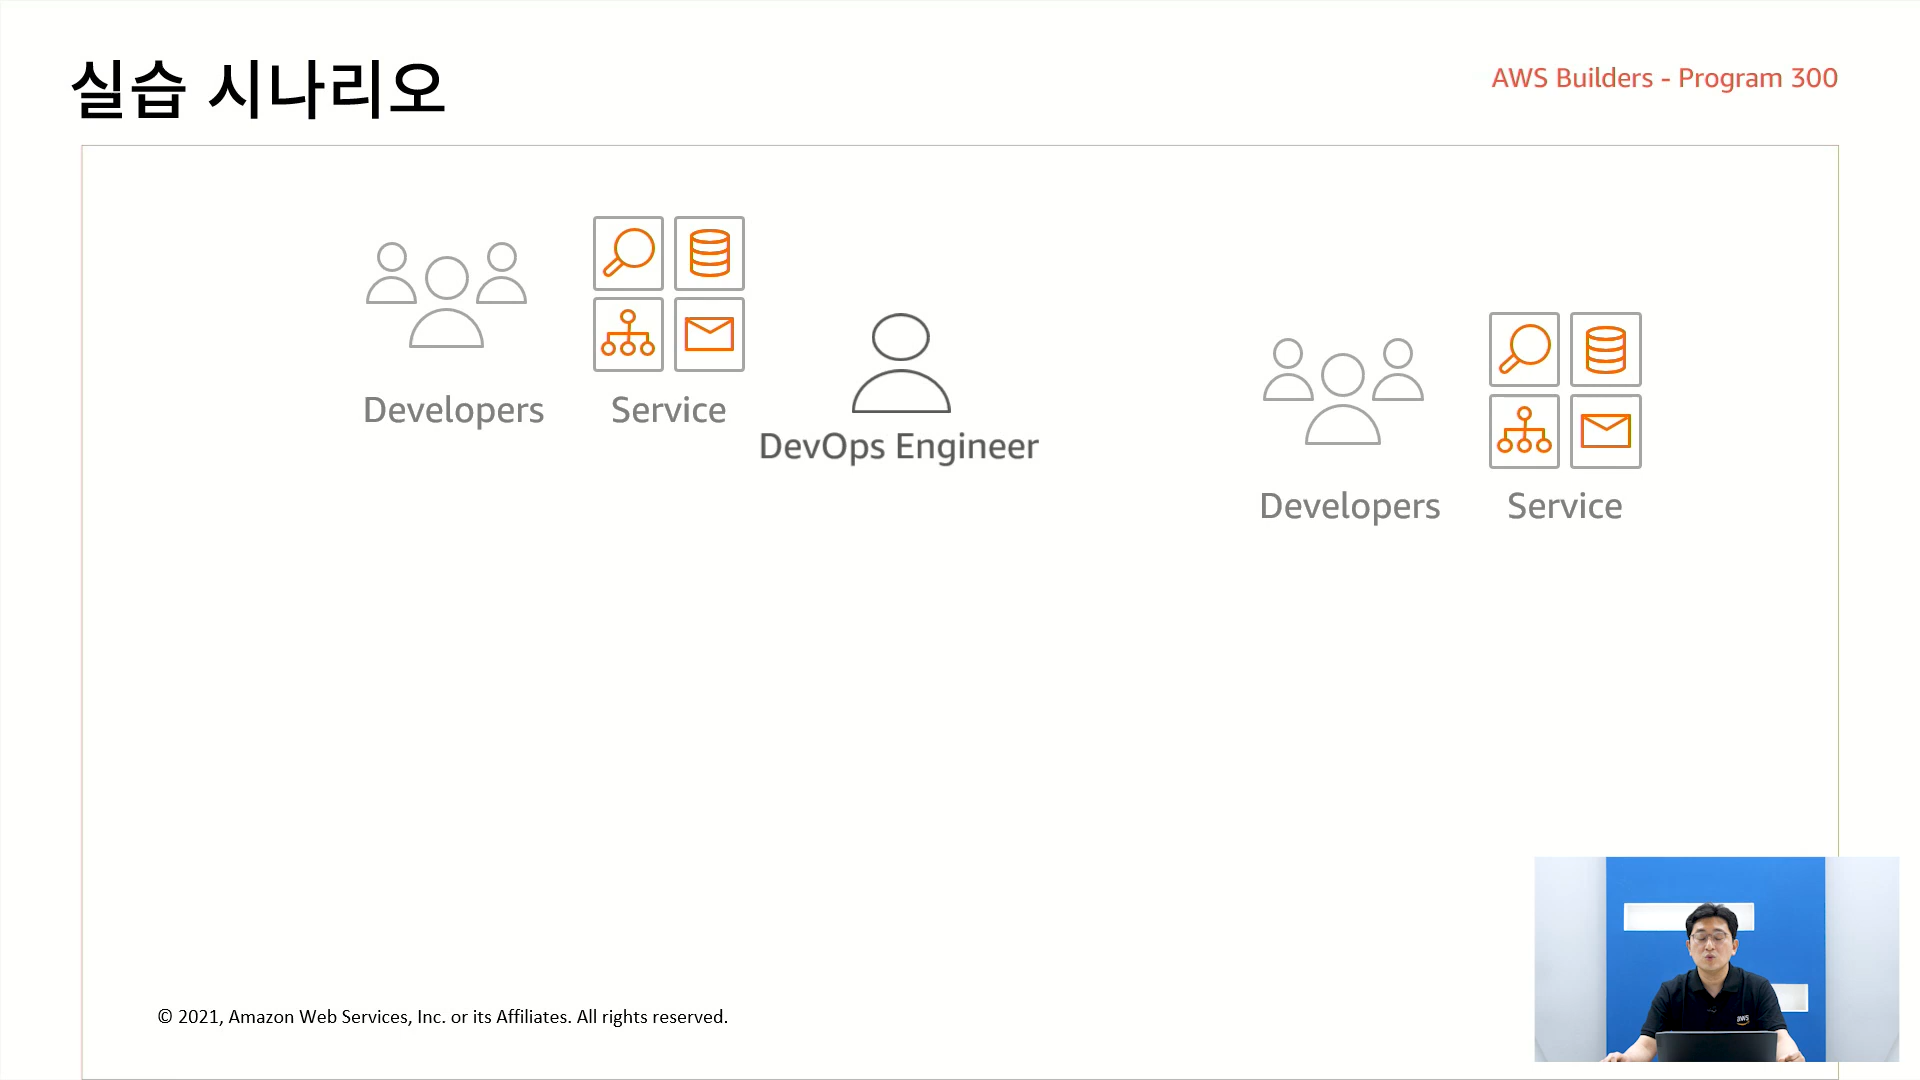 실습 시나리오
AWS Builders - Program 300
Developers
Service
DevOps Engineer
Developers
Service
© 2021, Amazon Web Services, Inc. or its Affiliates. All rights reserved.
aws